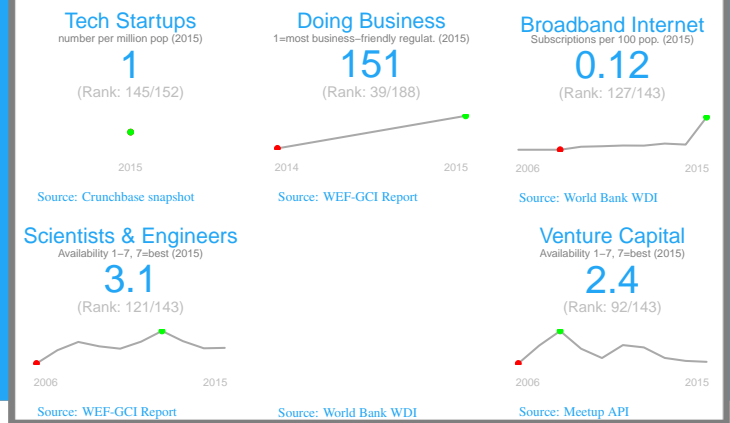 Tech Startups
number per million pop (2015)
1
(Rank: 145/152)
2015
Source: Crunchbase snapshot
Doing Business
1=most business−friendly regulat. (2015)
151
(Rank: 39/188)
2014 2015
Source: WEF-GCI Report
Broadband Internet
Subscriptions per 100 pop. (2015)
0.12
(Rank: 127/143)
2006 2015
Source: World Bank WDI
Scientists & Engineers
Availability 1−7, 7=best (2015)
3.1
(Rank: 121/143)
2006 2015
Source: WEF-GCI Report
Source: World Bank WDI
Venture Capital
Availability 1−7, 7=best (2015)
2.4
(Rank: 92/143)
2006 2015
Source: Meetup API